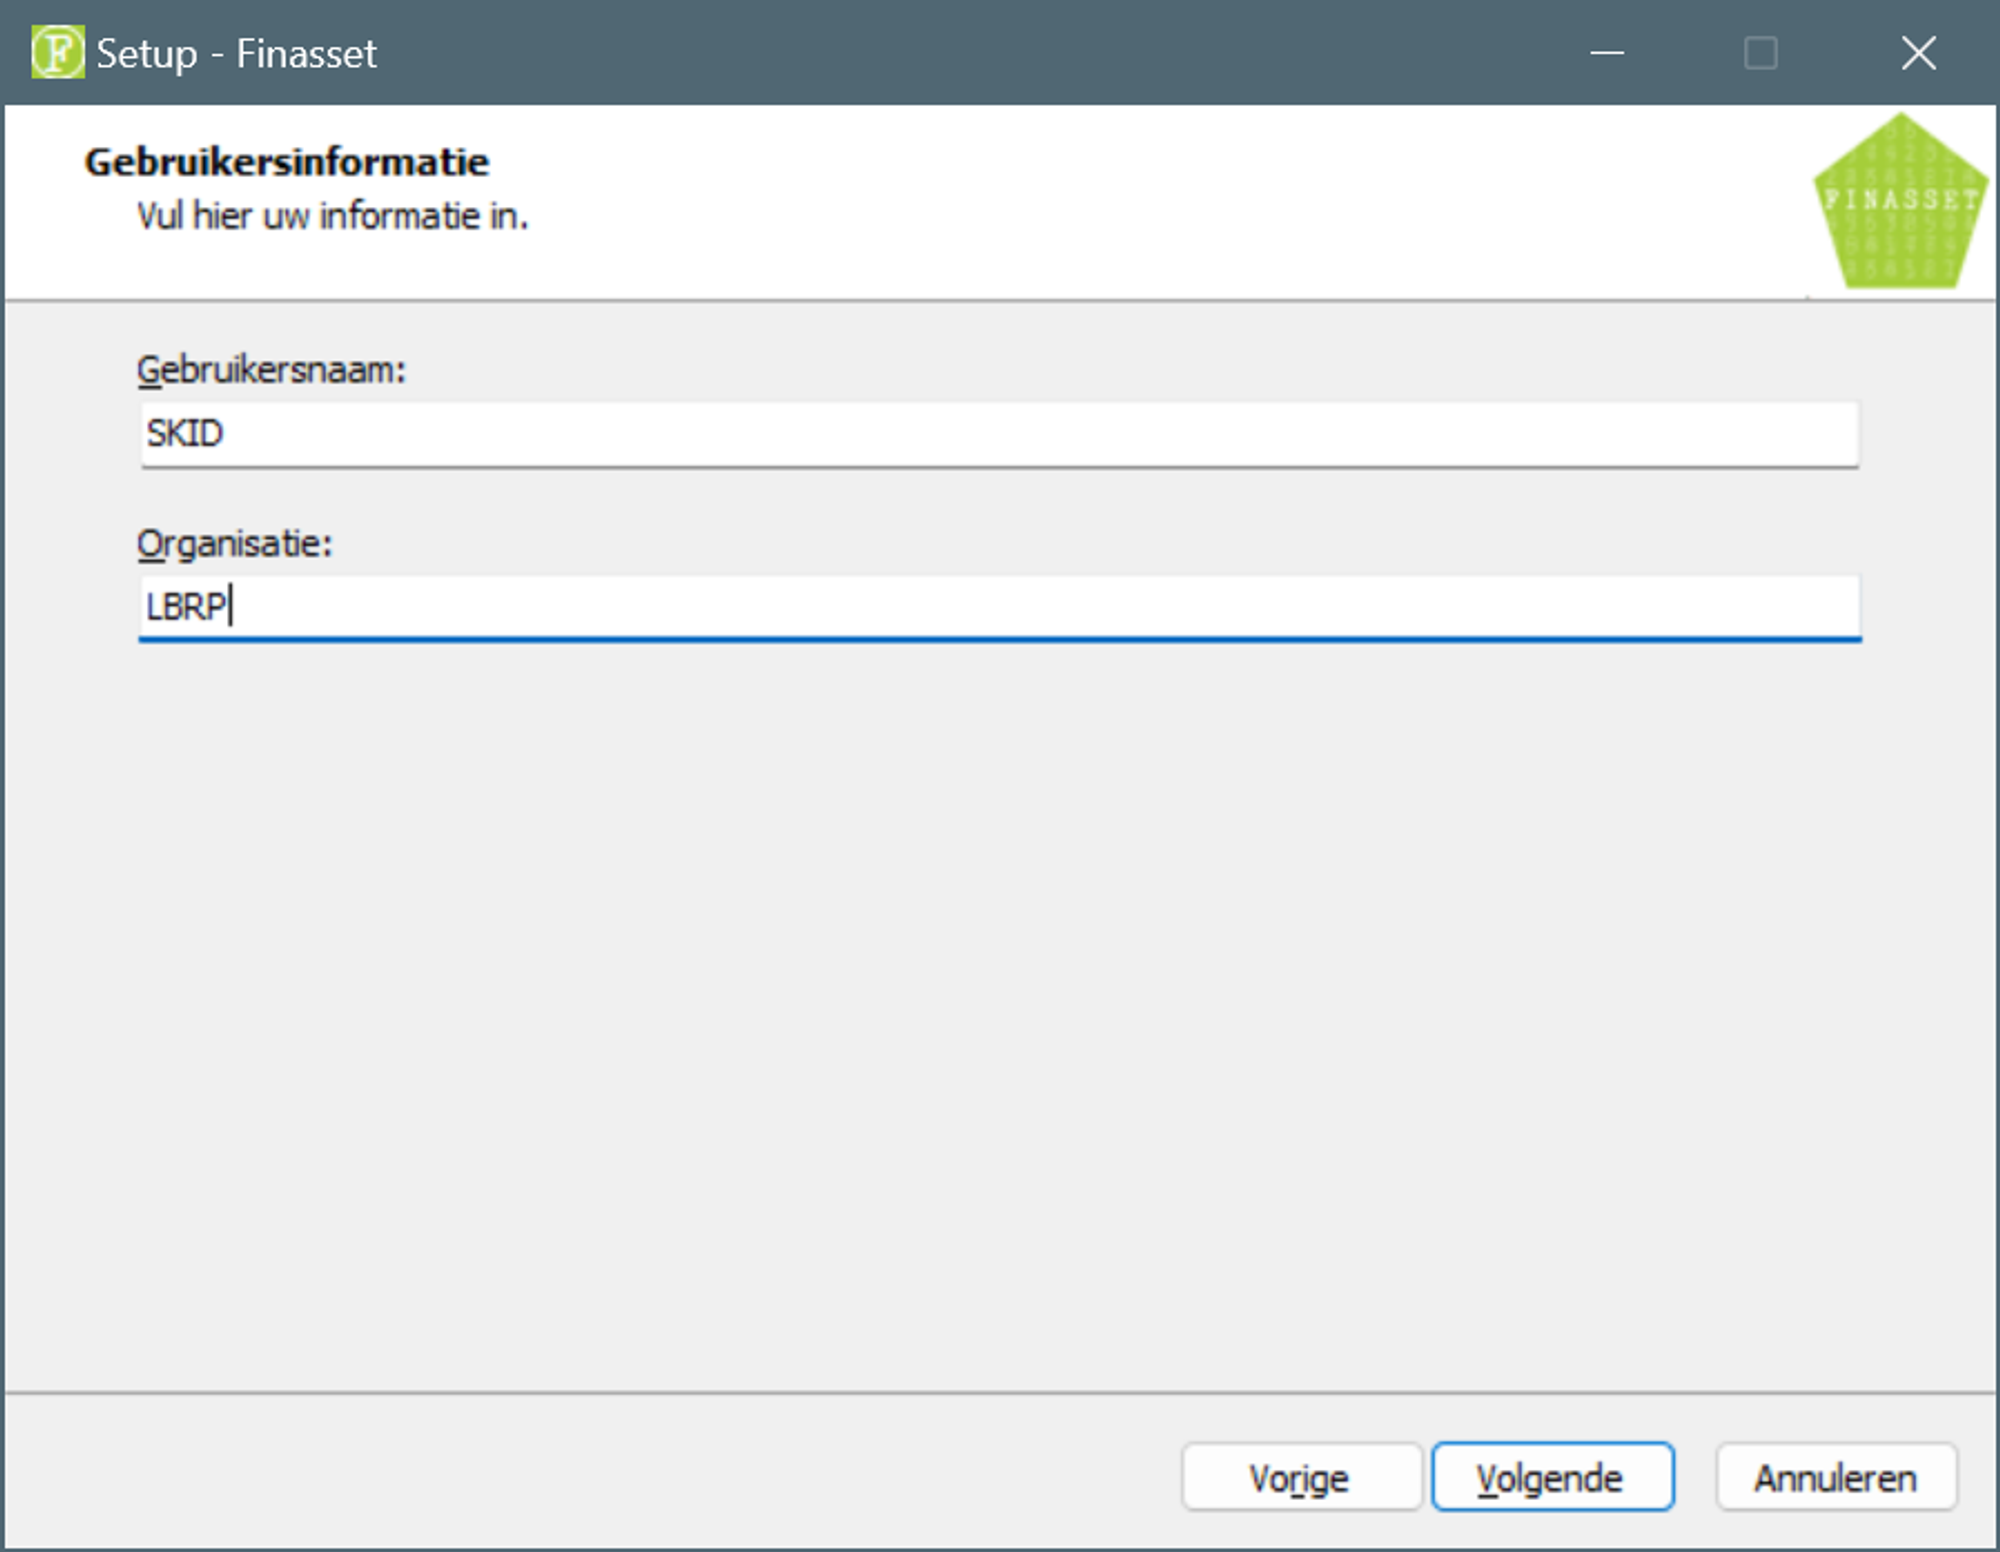 Setup - Finasset
Gebruikersinformatie
Vul hier uw informatie in.
FINASSET
Gebruikersnaam:
SKID
Organisatie:
LBRP
Vorige
Volgende
Annuleren